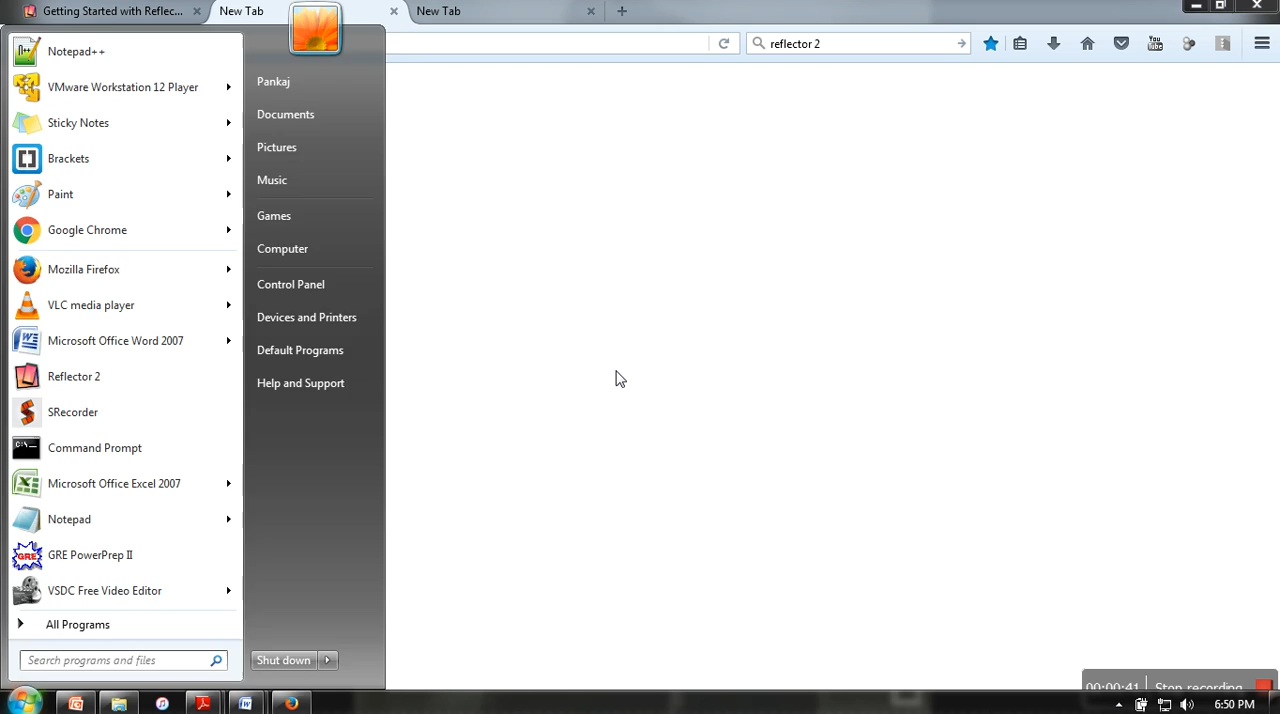 Getting Started with Reflec...
New Tab
New Tab
reflector 2
You
Tube
Notepad++
VMware Workstation 12 Player
Sticky Notes
Brackets
Paint
Google Chrome
Mozilla Firefox
VLC media player
Microsoft Office Word 2007
Reflector 2
SRecorder
Command Prompt
Microsoft Office Excel 2007
Notepad
GRE PowerPrep II
VSDC Free Video Editor
All Programs
Search programs and files
Pankaj
Documents
Pictures
Music
Games
Computer
Control Panel
Devices and Printers
Default Programs
Help and Support
Shut down
00:00:41
Stop recording
6:50 PM